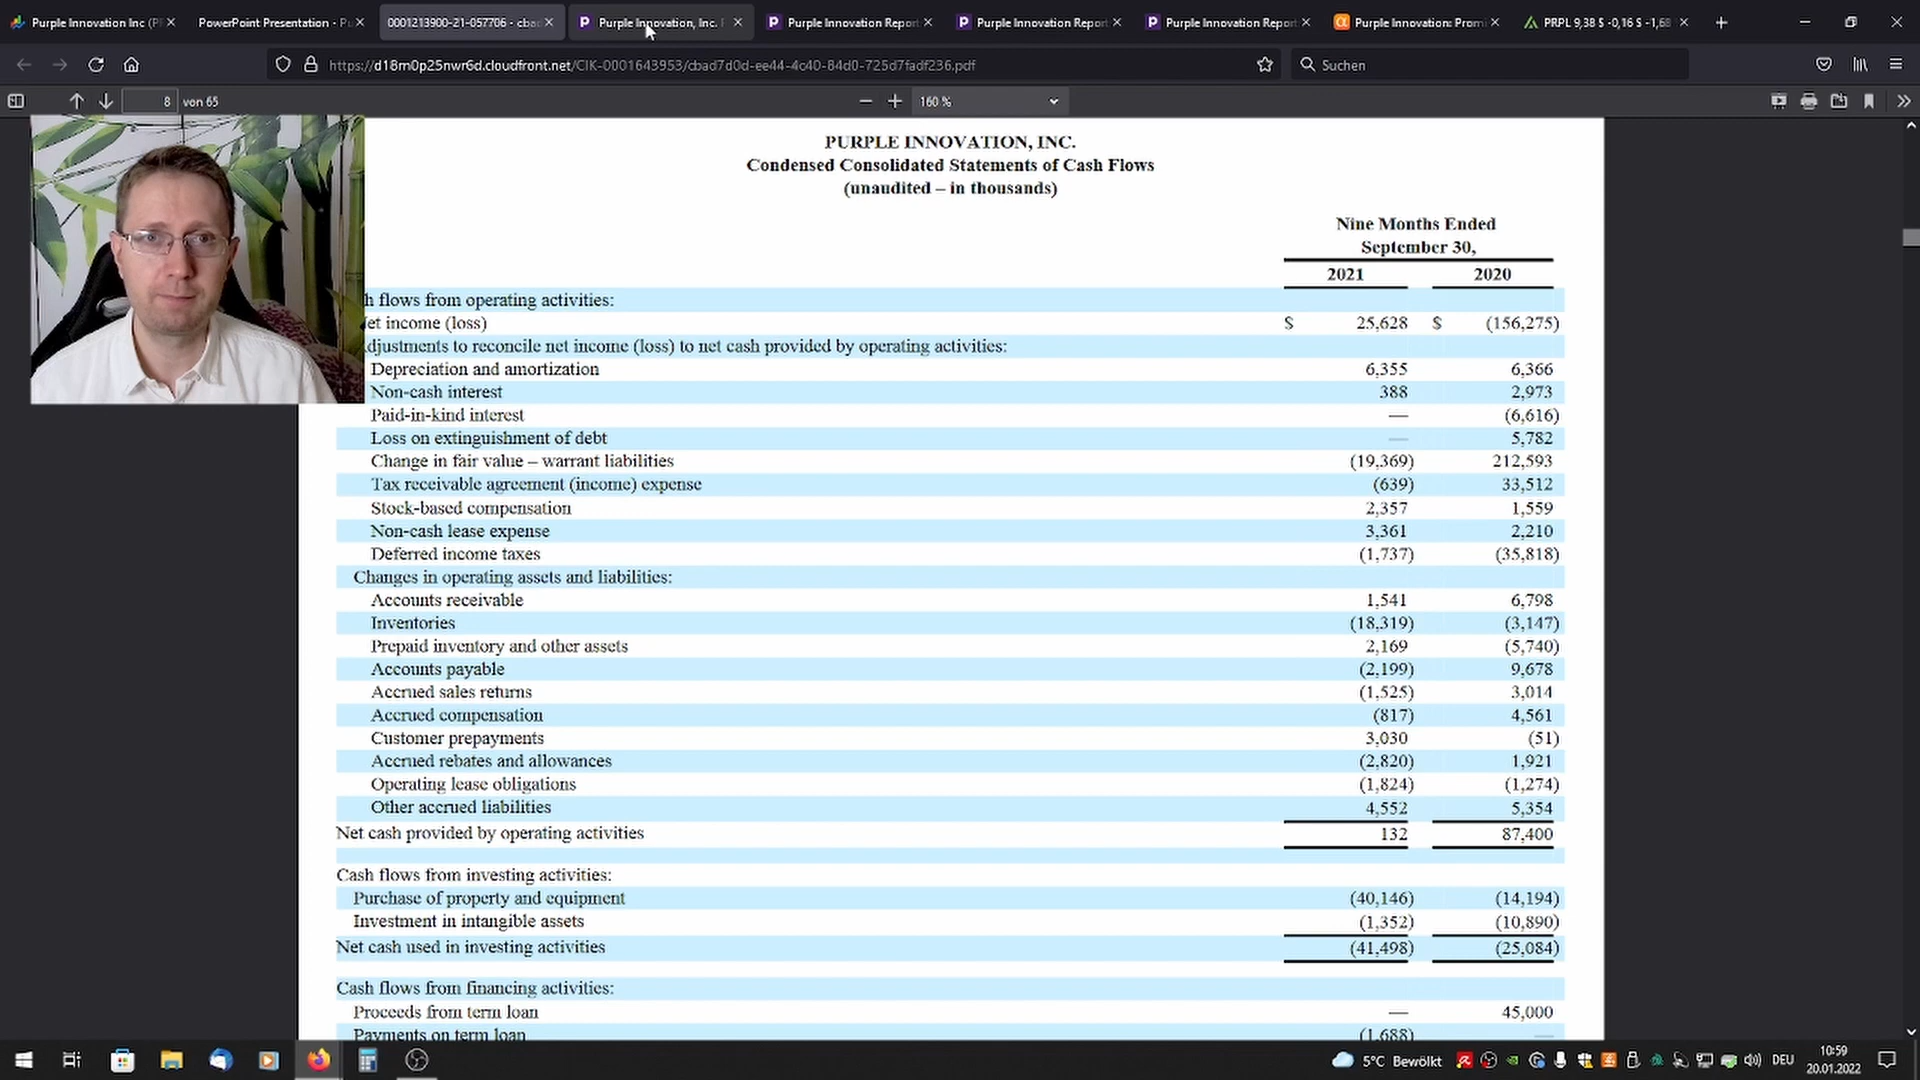 Purple Innovation Inc (PR
PowerPoint Presentation - Pu
0001213900-21-057706 - cbad
Purple Innovation, Inc. R
Purple Innovation Report
Purple Innovation Report
Purple Innovation Report
Purple Innovation: Promi
PRPL 9,38 $ -0,16 $ -1,68
https://d18rn0p25nwr6d.cloudfront.net/CIK-0001643953/cbad7d0d-ee44-4c40-84d0-725d7fadf236.pdf
Suchen
8 von 65
160 %
PURPLE INNOVATION, INC.
Condensed Consolidated Statements of Cash Flows
(unaudited – in thousands)
Nine Months Ended
September 30,
2021 2020
h flows from operating activities:
et income (loss) $ 25,628 $ (156,275)
djustments to reconcile net income (loss) to net cash provided by operating activities:
Depreciation and amortization 6,355 6,366
Non-cash interest 388 2,973
Paid-in-kind interest — (6,616)
Loss on extinguishment of debt — 5,782
Change in fair value – warrant liabilities (19,369) 212,593
Tax receivable agreement (income) expense (639) 33,512
Stock-based compensation 2,357 1,559
Non-cash lease expense 3,361 2,210
Deferred income taxes (1,737) (35,818)
Changes in operating assets and liabilities:
Accounts receivable 1,541 6,798
Inventories (18,319) (3,147)
Prepaid inventory and other assets 2,169 (5,740)
Accounts payable (2,199) 9,678
Accrued sales returns (1,525) 3,014
Accrued compensation (817) 4,561
Customer prepayments 3,030 (51)
Accrued rebates and allowances (2,820) 1,921
Operating lease obligations (1,824) (1,274)
Other accrued liabilities 4,552 5,354
Net cash provided by operating activities 132 87,400
Cash flows from investing activities:
Purchase of property and equipment (40,146) (14,194)
Investment in intangible assets (1,352) (10,890)
Net cash used in investing activities (41,498) (25,084)
Cash flows from financing activities:
Proceeds from term loan — 45,000
Payments on term loan (1,688) —
5°C Bewölkt
DEU
10:59
20.01.2022